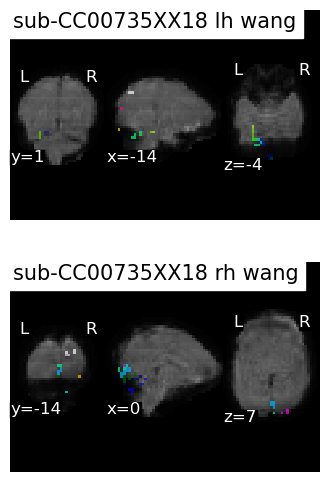 sub-CC00735XX18 lh wang
L R L R
y=1 x=-14 z=-4
sub-CC00735XX18 rh wang
L R L R
y=-14 x=0 z=7